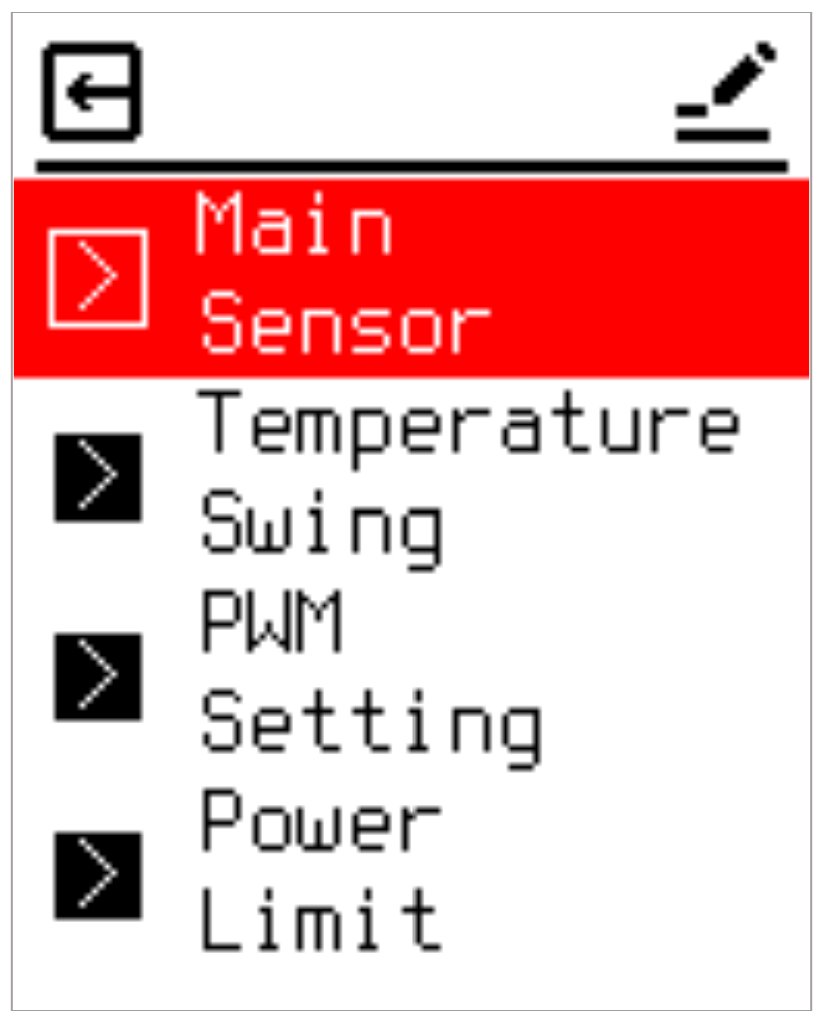 Main
Sensor
Temperature
Swing
PWM
Setting
Power
Limit